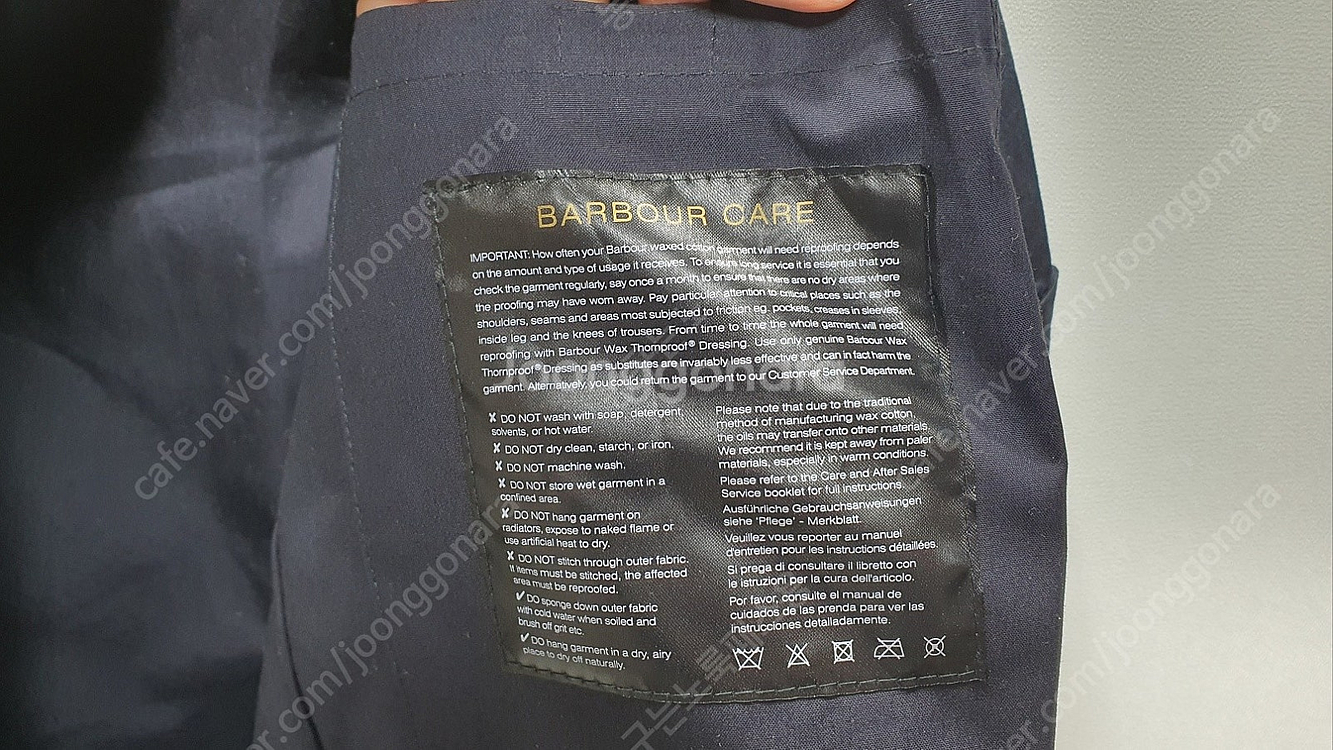 BARBOUR CARE
IMPORTANT: How often your Barbour waxed cotton garment will need reproofing depends
on the amount and type of usage it receives. To ensure long service it is essential that you
check the garment regularly, say once a month to ensure that there are no dry areas where
the proofing may have worn away. Pay particular attention to critical places such as the
shoulders, seams and areas most subjected to friction eg. pockets, creases in sleeves,
inside leg and the knees of trousers. From time to time the whole garment will need
reproofing with Barbour Wax Thornproof® Dressing. Use only genuine Barbour Wax
Thornproof® Dressing as substitutes are invariably less effective and can in fact harm the
garment. Alternatively, you could return the garment to our Customer Service Department.
✗ DO NOT wash with soap, detergent,
solvents, or hot water.
✗ DO NOT dry clean, starch, or iron.
✗ DO NOT machine wash.
✗ DO NOT store wet garment in a
confined area.
✗ DO NOT hang garment on
radiators, expose to naked flame or
use artificial heat to dry.
✗ DO NOT stitch through outer fabric.
If items must be stitched, the affected
area must be reproofed.
✓ DO sponge down outer fabric
with cold water when soiled and
brush off grit etc.
✓ DO hang garment in a dry, airy
place to dry off naturally.
Please note that due to the traditional
method of manufacturing wax cotton,
the oils may transfer onto other materials.
We recommend it is kept away from paler
materials, especially in warm conditions.
Please refer to the Care and After Sales
Service booklet for full instructions.
Ausführliche Gebrauchsanweisungen
siehe 'Pflege' - Merkblatt.
Veuillez vous reporter au manuel
d'entretien pour les instructions détaillées.
Si prega di consultare il libretto con
le istruzioni per la cura dell'articolo.
Por favor, consulte el manual de
cuidados de las prenda para ver las
instrucciones detalladamente.
cafe.naver.com/joonggonara
joonggonara